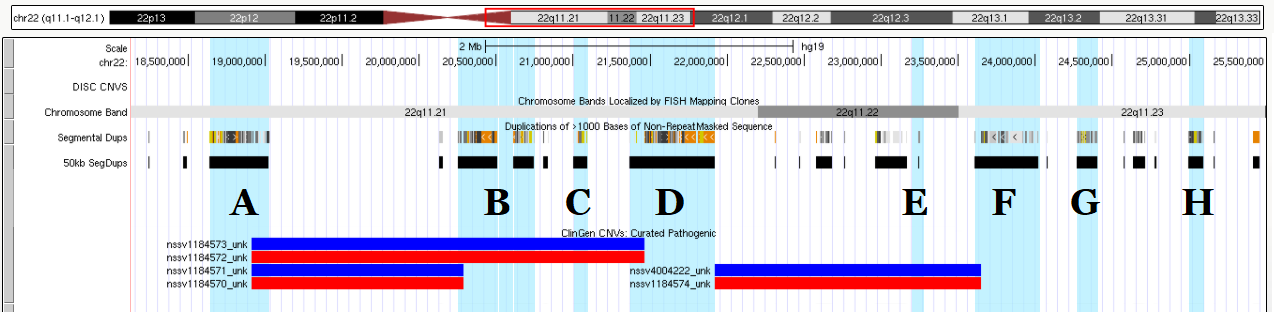 chr22 (q11.1-q12.1) 22p13 22p12 22p11.2 22q11.21 11.22 22q11.23 22q12.1 22q12.2 22q12.3 22q13.1 22q13.2 22q13.31 22q13.33
Scale 2 Mb hg19
chr22: 18,500,000 19,000,000 19,500,000 20,000,000 20,500,000 21,000,000 21,500,000 22,000,000 22,500,000 23,000,000 23,500,000 24,000,000 24,500,000 25,000,000 25,500,000
DISC CNVS
Chromosome Bands Localized by FISH Mapping Clones
Chromosome Band 22q11.21 22q11.22 22q11.23
Duplications of >1000 Bases of Non-RepeatMasked Sequence
Segmental Dups
50kb SegDups
A B C D E F G H
ClinGen CNVs: Curated Pathogenic
nssv1184573_unk
nssv1184572_unk
nssv1184571_unk nssv4004222_unk
nssv1184570_unk nssv1184574_unk